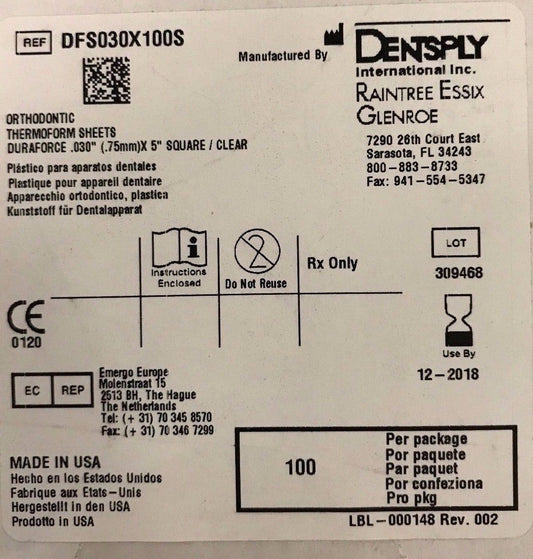 REF DFS030X100S
Manufactured By
DENTSPLY
International Inc.
RAINTREE ESSIX
GLENROE
7290 26th Court East
Sarasota, FL 34243
800-883-8733
Fax: 941-554-5347
ORTHODONTIC
THERMOFORM SHEETS
DURAFORCE .030" (.75mm)X 5" SQUARE / CLEAR
Plástico para aparatos dentales
Plastique pour appareil dentaire
Apparecchio ortodontico, plastica
Kunststoff für Dentalapparat
i
Instructions
Enclosed
2
Do Not Reuse
Rx Only
LOT
309468
CE
0120
Use By
12-2018
EC REP
Emergo Europe
Molenstraat 15
2513 BH, The Hague
The Netherlands
Tel: (+ 31) 70 345 8570
Fax: (+ 31) 70 346 7299
MADE IN USA
Hecho en los Estados Unidos
Fabrique aux Etats-Unis
Hergestellt in den USA
Prodotto in USA
100
Per package
Por paquete
Par paquet
Por confeziona
Pro pkg
LBL-000148 Rev. 002